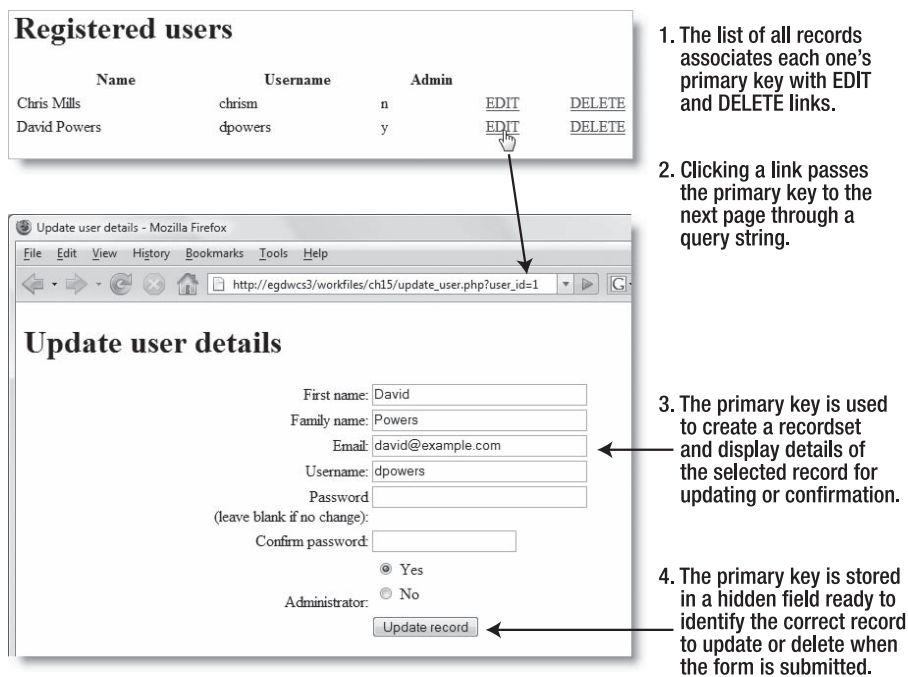 Registered users
Name Username Admin
Chris Mills chrism n EDIT DELETE
David Powers dpowers y EDIT DELETE
1. The list of all records
associates each one's
primary key with EDIT
and DELETE links.
2. Clicking a link passes
the primary key to the
next page through a
query string.
Update user details - Mozilla Firefox
File Edit View History Bookmarks Tools Help
http://egdwcs3/workfiles/ch15/update_user.php?user_id=1
G
Update user details
First name: David
Family name: Powers
Email: david@example.com
Username: dpowers
Password
(leave blank if no change):
Confirm password:
Yes
Administrator: No
Update record
3. The primary key is used
to create a recordset
and display details of
the selected record for
updating or confirmation.
4. The primary key is stored
in a hidden field ready to
identify the correct record
to update or delete when
the form is submitted.